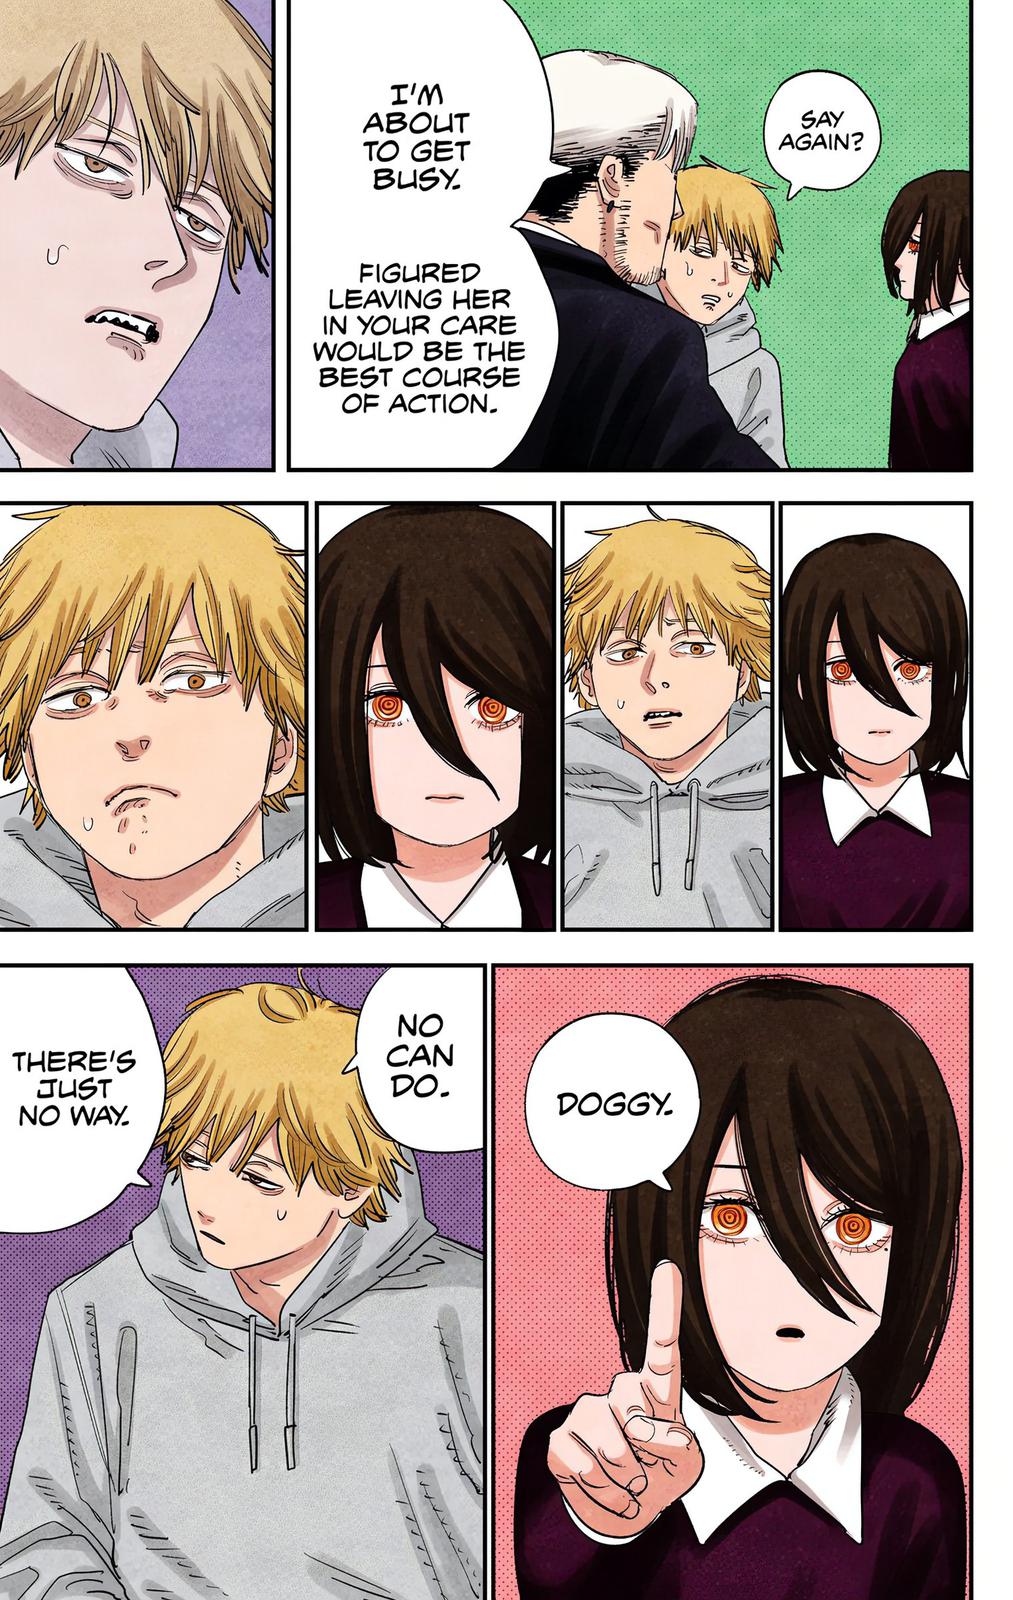 SAY
AGAIN?
I'M
ABOUT
TO GET
BUSY.
FIGURED
LEAVING HER
IN YOUR CARE
WOULD BE THE
BEST COURSE
OF ACTION.
DOGGY.
NO
CAN
DO.
THERE'S
JUST
NO WAY.